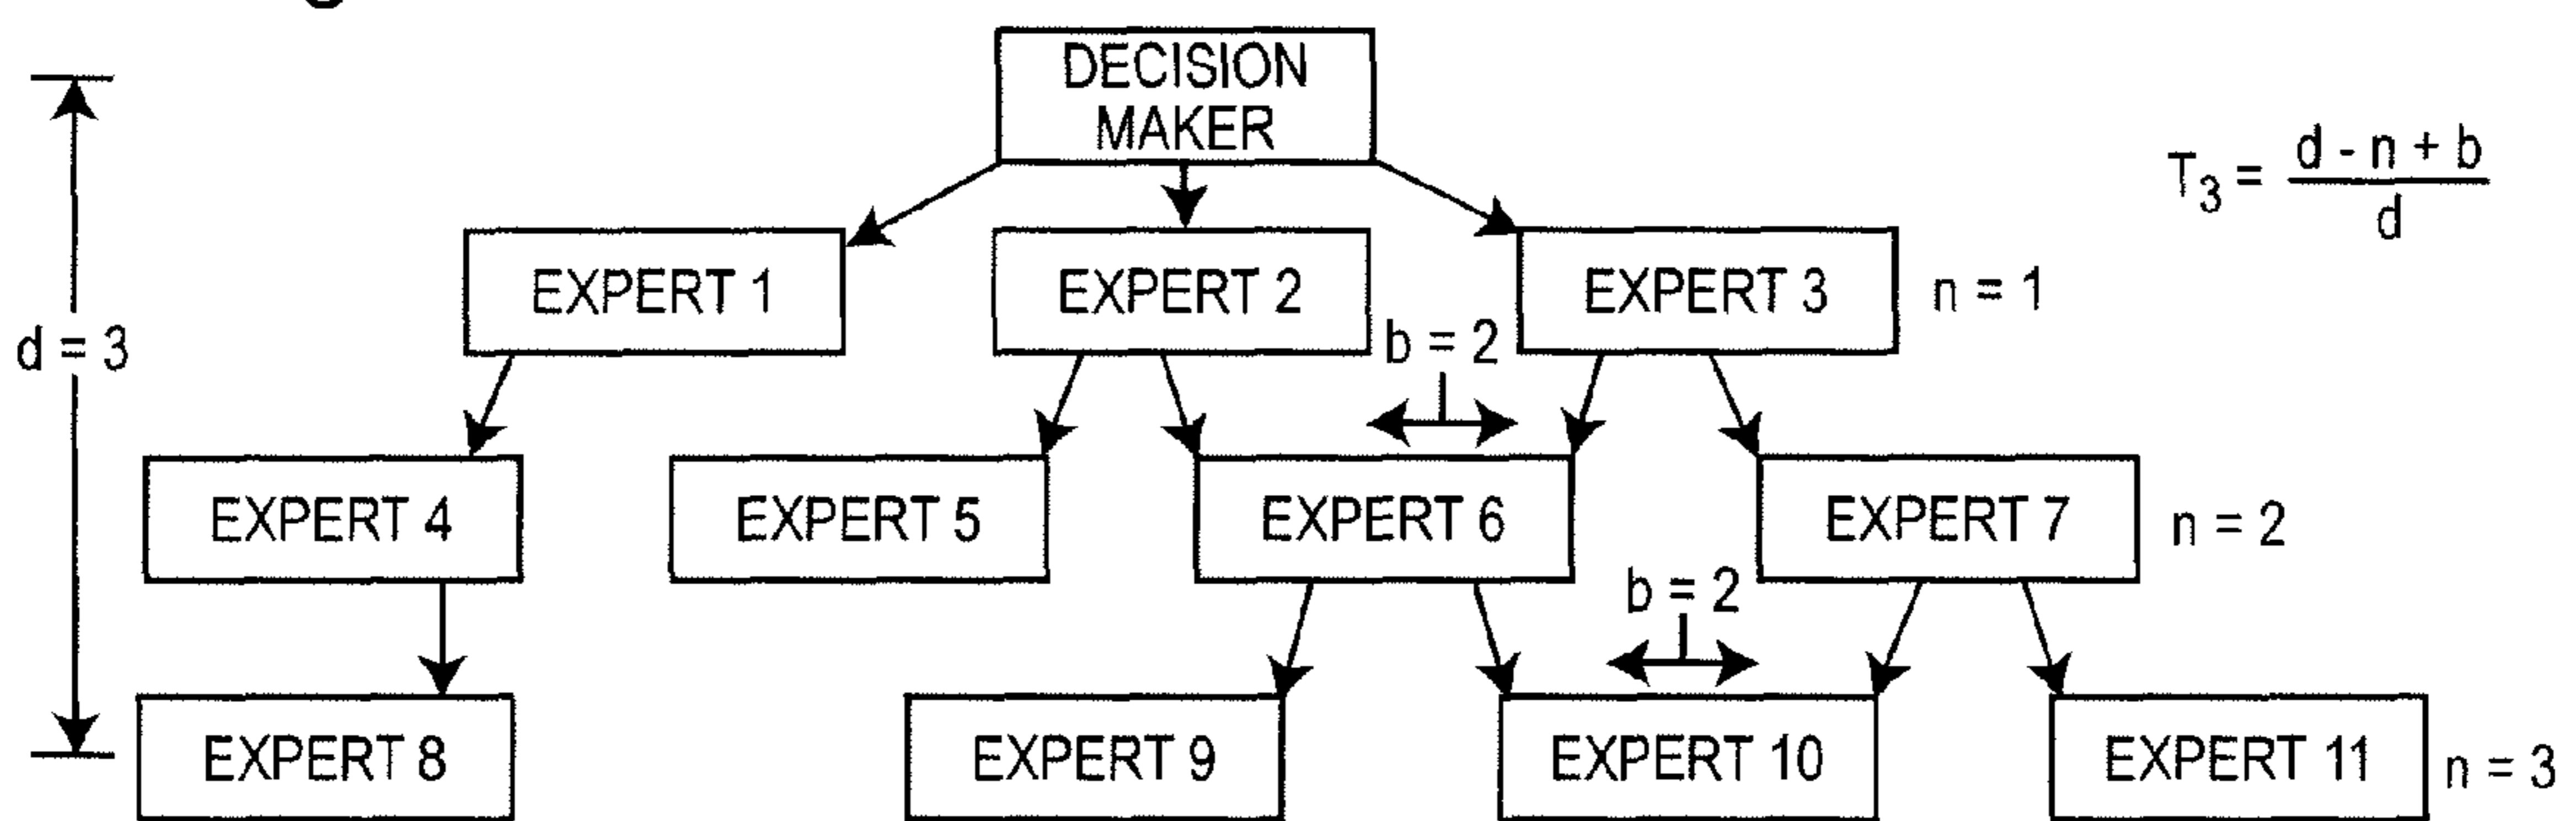 DECISION
MAKER
T3 = d - n + b
d
EXPERT 1
EXPERT 2
EXPERT 3
n = 1
b = 2
d = 3
EXPERT 4
EXPERT 5
EXPERT 6
EXPERT 7
n = 2
b = 2
EXPERT 8
EXPERT 9
EXPERT 10
EXPERT 11
n = 3